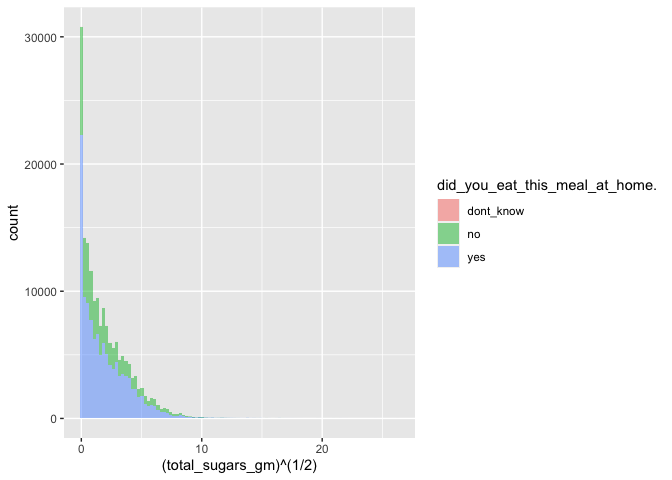 30000
20000
10000
0
count
0
10
20
(total_sugars_gm)^(1/2)
did_you_eat_this_meal_at_home.
dont_know
no
yes